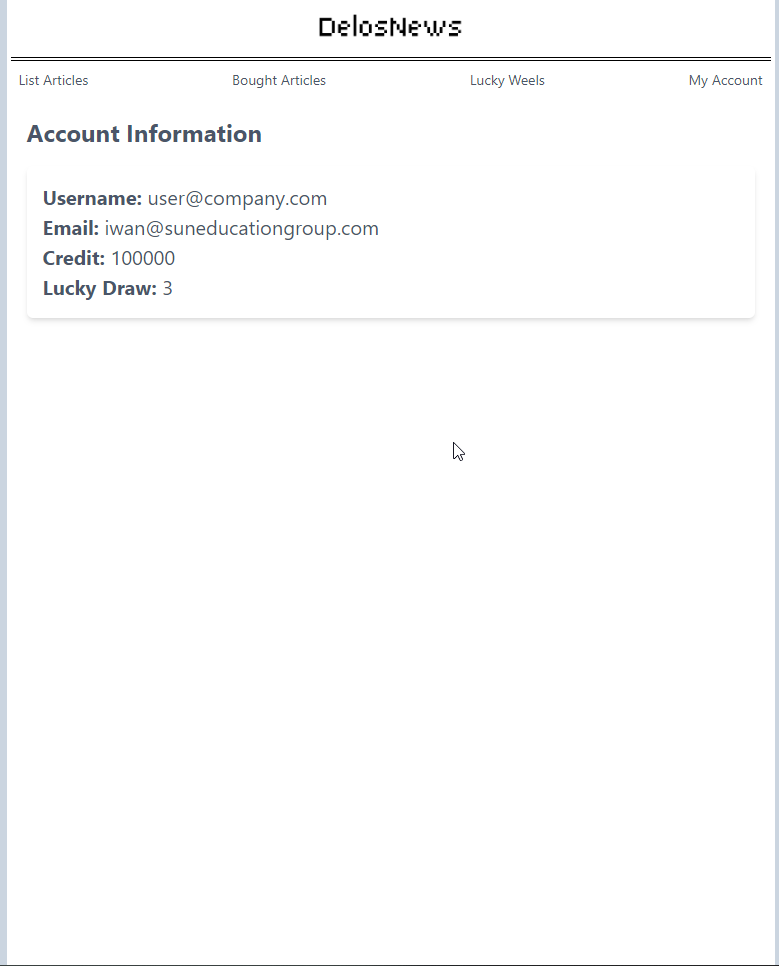 DelosNews
List Articles Bought Articles Lucky Weels My Account
Account Information
Username: user@company.com
Email: iwan@suneducationgroup.com
Credit: 100000
Lucky Draw: 3